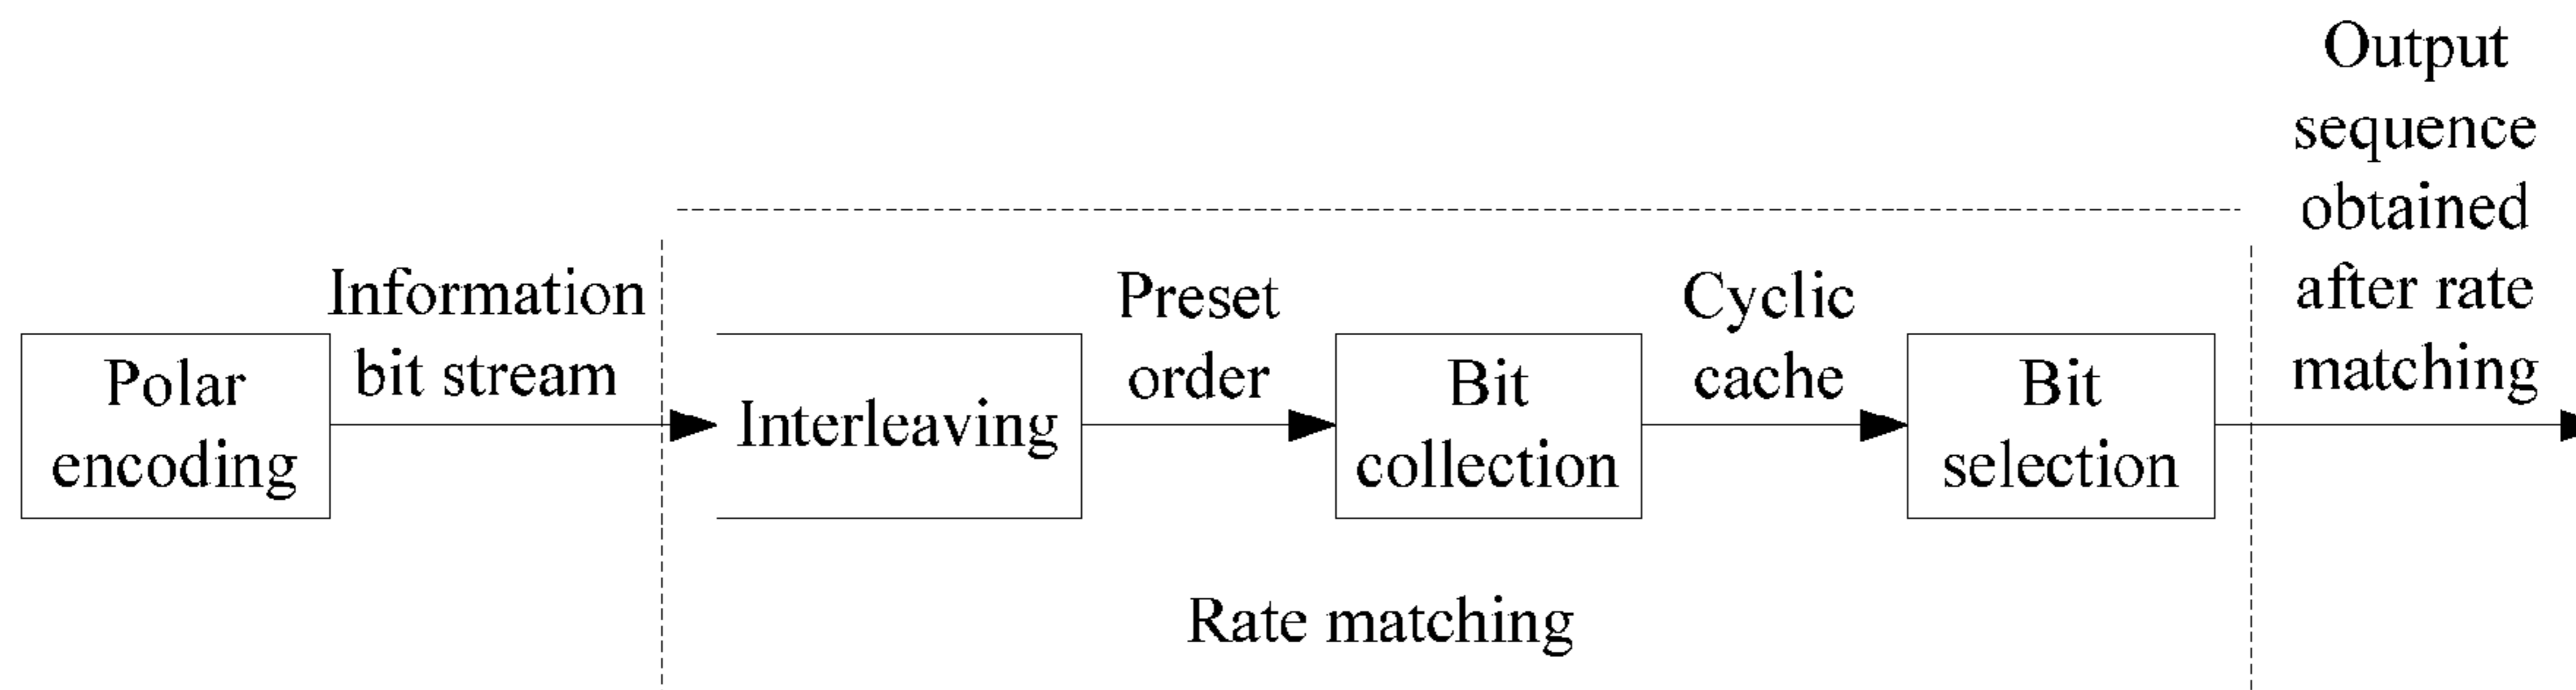 Polar
encoding
Information
bit stream
Interleaving
Preset
order
Bit
collection
Cyclic
cache
Bit
selection
Output
sequence
obtained
after rate
matching
Rate matching